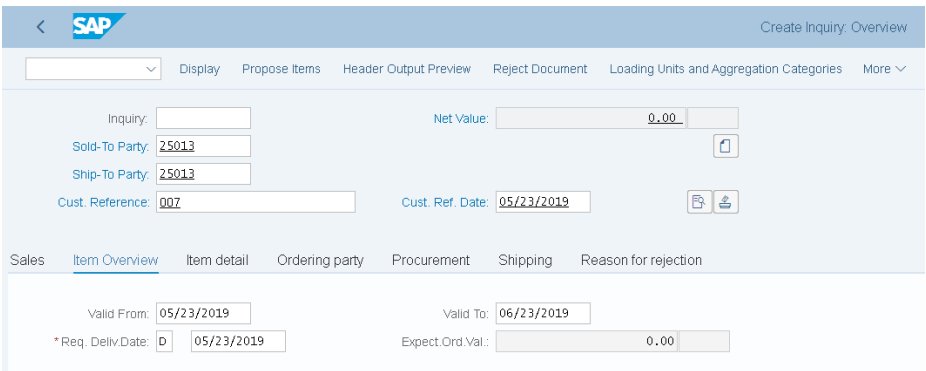 SAP Create Inquiry: Overview
Display Propose Items Header Output Preview Reject Document Loading Units and Aggregation Categories More
Inquiry: Net Value: 0.00
Sold-To Party: 25013
Ship-To Party: 25013
Cust. Reference: 007 Cust. Ref. Date: 05/23/2019
Sales Item Overview Item detail Ordering party Procurement Shipping Reason for rejection
Valid From: 05/23/2019 Valid To: 06/23/2019
*Req. Deliv.Date: D 05/23/2019 Expect.Ord.Val.: 0.00